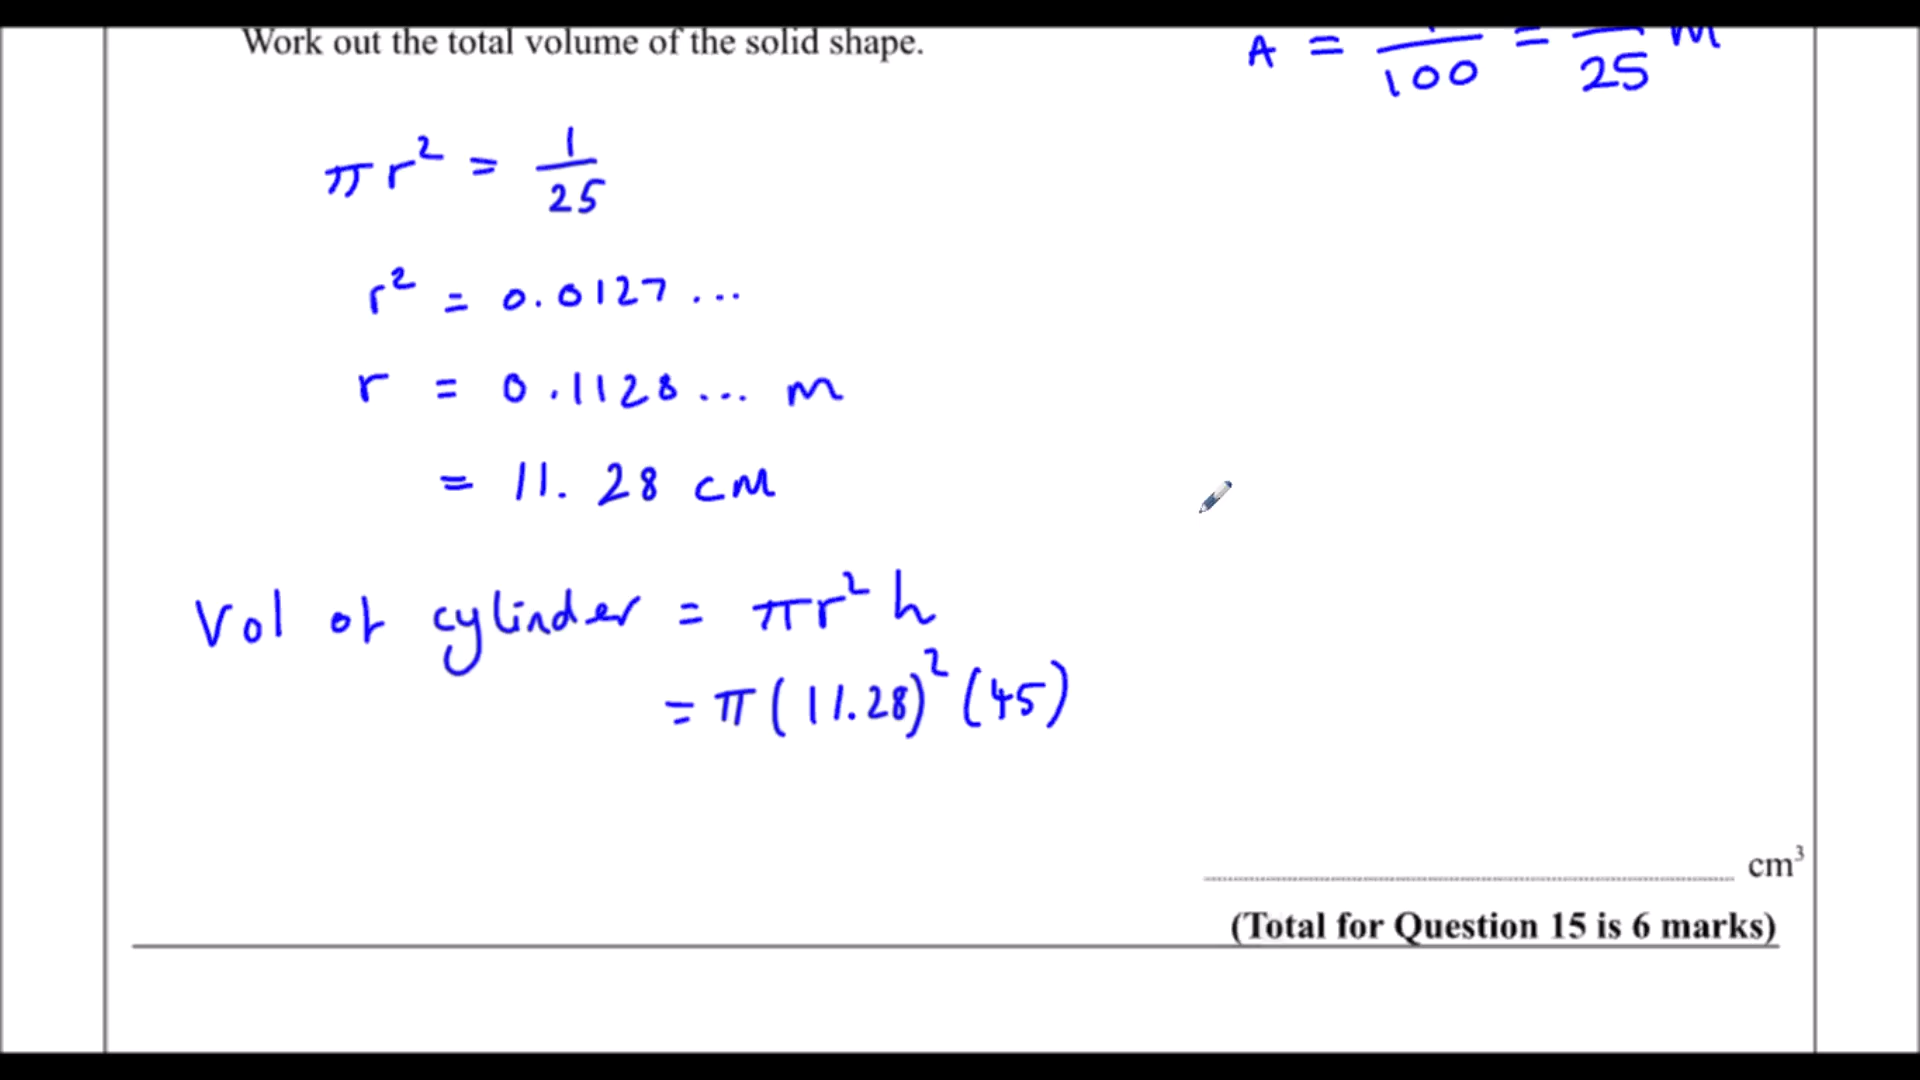 Work out the total volume of the solid shape.
A = /100 = /25 m
πr² = 1/25
r² = 0.0127...
r = 0.1128... m
= 11.28 cm
Vol of cylinder = πr²h
= π(11.28)²(45)
cm³
(Total for Question 15 is 6 marks)